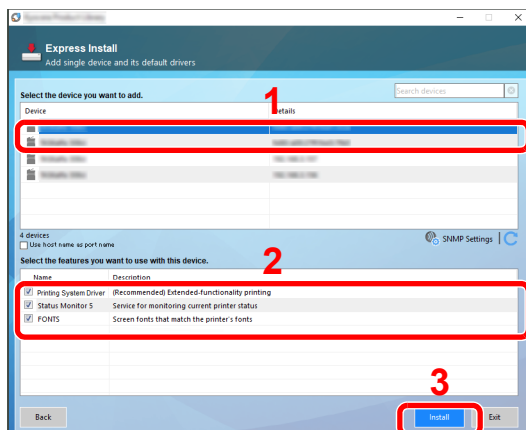 Express Install
Add single device and its default drivers
Select the device you want to add.
1
Search devices
Device Details
4 devices
SNMP Settings
Use host name as port name
Select the features you want to use with this device.
2
Name Description
Printing System Driver (Recommended) Extended-functionality printing
Status Monitor 5 Service for monitoring current printer status
FONTS Screen fonts that match the printer's fonts
3
Back Install Exit